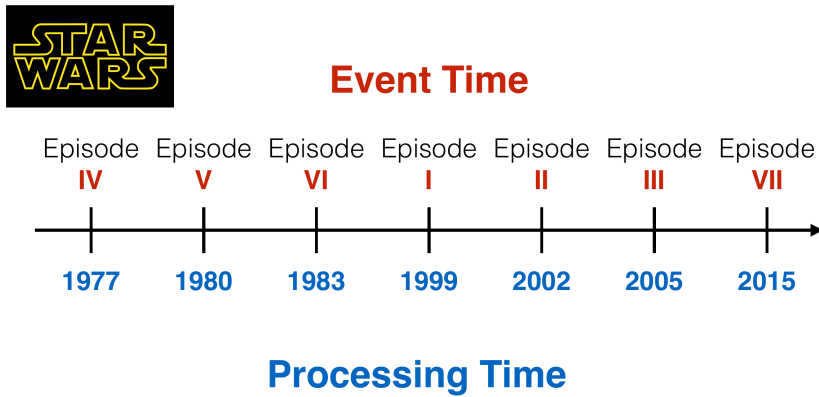 STAR
WARS
Event Time
Episode Episode Episode Episode Episode Episode Episode
IV V VI I II III VII
1977 1980 1983 1999 2002 2005 2015
Processing Time